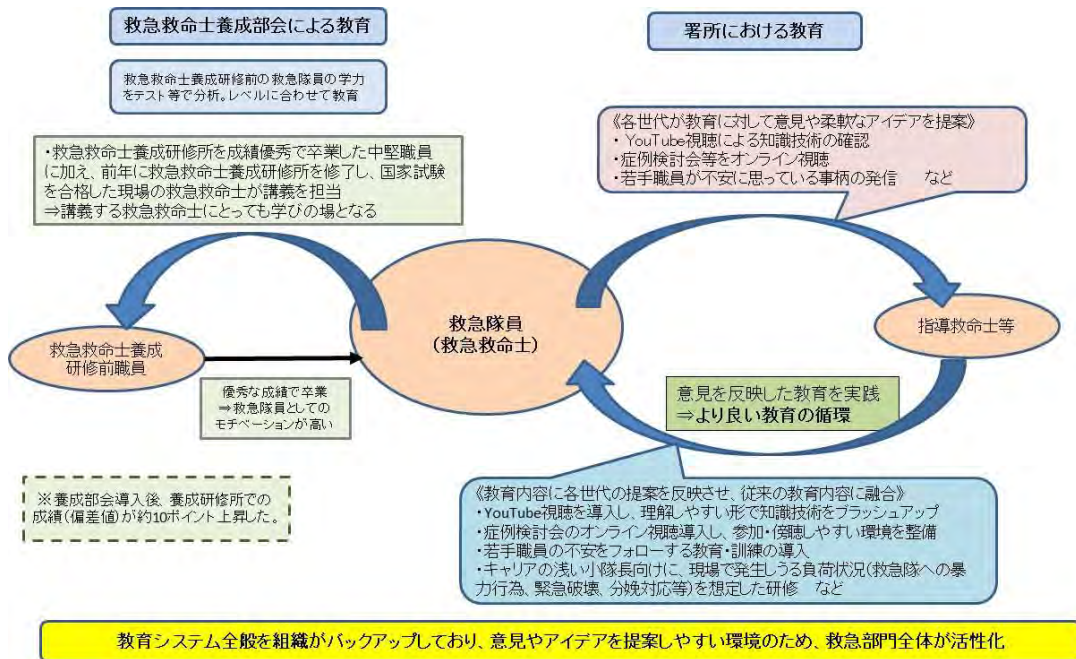 救急救命士養成部会による教育
署所における教育
救急救命士養成研修前の救急隊員の学力
をテスト等で分析。レベルに合わせて教育
・救急救命士養成研修所を成績優秀で卒業した中堅職員
に加え、前年に救急救命士養成研修所を修了し、国家試験
を合格した現場の救急救命士が講義を担当
⇒講義する救急救命士にとっても学びの場となる
《各世代が教育に対して意見や柔軟なアイデアを提案》
・YouTube視聴による知識技術の確認
・症例検討会等をオンライン視聴
・若手職員が不安に思っている事柄の発信　など
救急救命士養成
研修前職員
救急隊員
（救急救命士）
指導救命士等
優秀な成績で卒業
⇒救急隊員としての
モチベーションが高い
意見を反映した教育を実践
⇒より良い教育の循環
※養成部会導入後、養成研修所での
成績（偏差値）が約10ポイント上昇した。
《教育内容に各世代の提案を反映させ、従来の教育内容に融合》
・YouTube視聴を導入し、理解しやすい形で知識技術をブラッシュアップ
・症例検討会のオンライン視聴導入し、参加・傍聴しやすい環境を整備
・若手職員の不安をフォローする教育・訓練の導入
・キャリアの浅い小隊長向けに、現場で発生しうる負荷状況（救急隊への暴
力行為、緊急破壊、分娩対応等）を想定した研修　など
教育システム全般を組織がバックアップしており、意見やアイデアを提案しやすい環境のため、救急部門全体が活性化